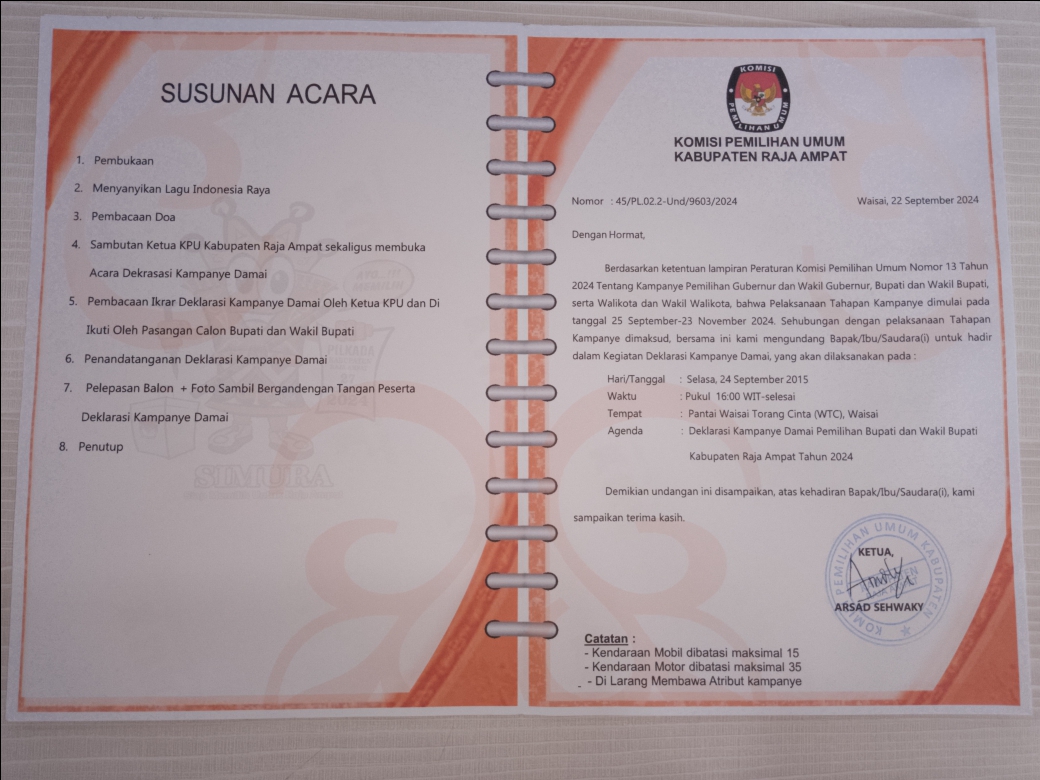 SUSUNAN ACARA
1. Pembukaan
2. Menyanyikan Lagu Indonesia Raya
3. Pembacaan Doa
4. Sambutan Ketua KPU Kabupaten Raja Ampat sekaligus membuka
Acara Dekrasasi Kampanye Damai
5. Pembacaan Ikrar Deklarasi Kampanye Damai Oleh Ketua KPU dan Di
Ikuti Oleh Pasangan Calon Bupati dan Wakil Bupati
6. Penandatanganan Deklarasi Kampanye Damai
7. Pelepasan Balon + Foto Sambil Bergandengan Tangan Peserta
Deklarasi Kampanye Damai
8. Penutup
SIMURA
KOMISI
PEMILIHAN UMUM
KOMISI PEMILIHAN UMUM
KABUPATEN RAJA AMPAT
Nomor : 45/PL.02.2-Und/9603/2024 Waisai, 22 September 2024
Dengan Hormat,
Berdasarkan ketentuan lampiran Peraturan Komisi Pemilihan Umum Nomor 13 Tahun
2024 Tentang Kampanye Pemilihan Gubernur dan Wakil Gubernur, Bupati dan Wakil Bupati,
serta Walikota dan Wakil Walikota, bahwa Pelaksanaan Tahapan Kampanye dimulai pada
tanggal 25 September-23 November 2024. Sehubungan dengan pelaksanaan Tahapan
Kampanye dimaksud, bersama ini kami mengundang Bapak/Ibu/Saudara(i) untuk hadir
dalam Kegiatan Deklarasi Kampanye Damai, yang akan dilaksanakan pada :
Hari/Tanggal : Selasa, 24 September 2015
Waktu : Pukul 16:00 WIT-selesai
Tempat : Pantai Waisai Torang Cinta (WTC), Waisai
Agenda : Deklarasi Kampanye Damai Pemilihan Bupati dan Wakil Bupati
Kabupaten Raja Ampat Tahun 2024
Demikian undangan ini disampaikan, atas kehadiran Bapak/Ibu/Saudara(i), kami
sampaikan terima kasih.
KETUA,
ARSAD SEHWAKY
KOMISI PEMILIHAN UMUM KABUPATEN
Catatan :
- Kendaraan Mobil dibatasi maksimal 15
- Kendaraan Motor dibatasi maksimal 35
- Di Larang Membawa Atribut kampanye